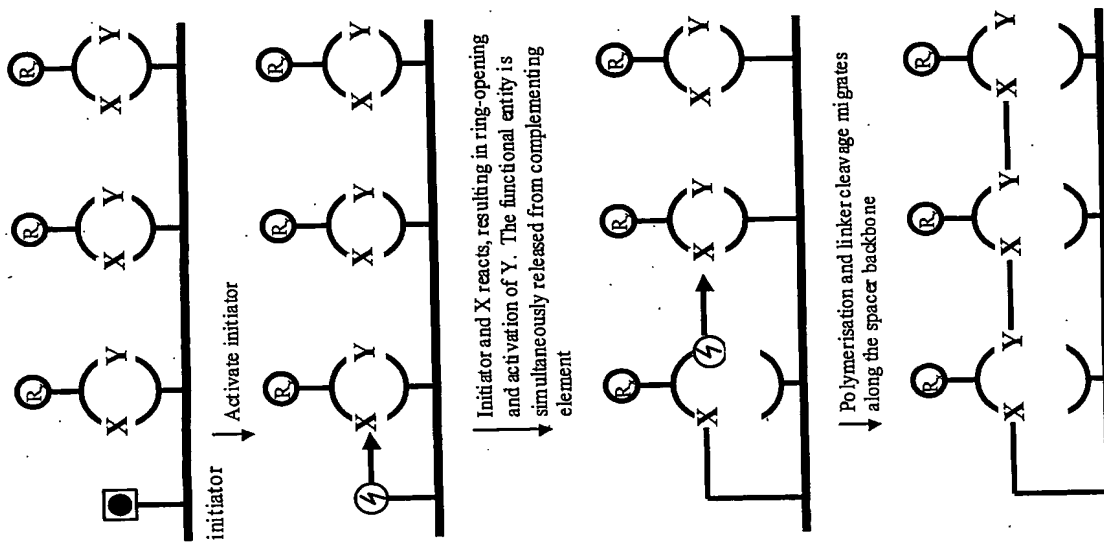 R R R
X Y X Y X Y
initiator
Activate initiator
R R R
X Y X Y X Y
Initiator and X reacts, resulting in ring-opening
and activation of Y. The functional entity is
simultaneously released from complementing
element
R R R
X X Y X Y
Polymerisation and linker cleavage migrates
along the spacer backbone
R R R
X Y X Y X Y